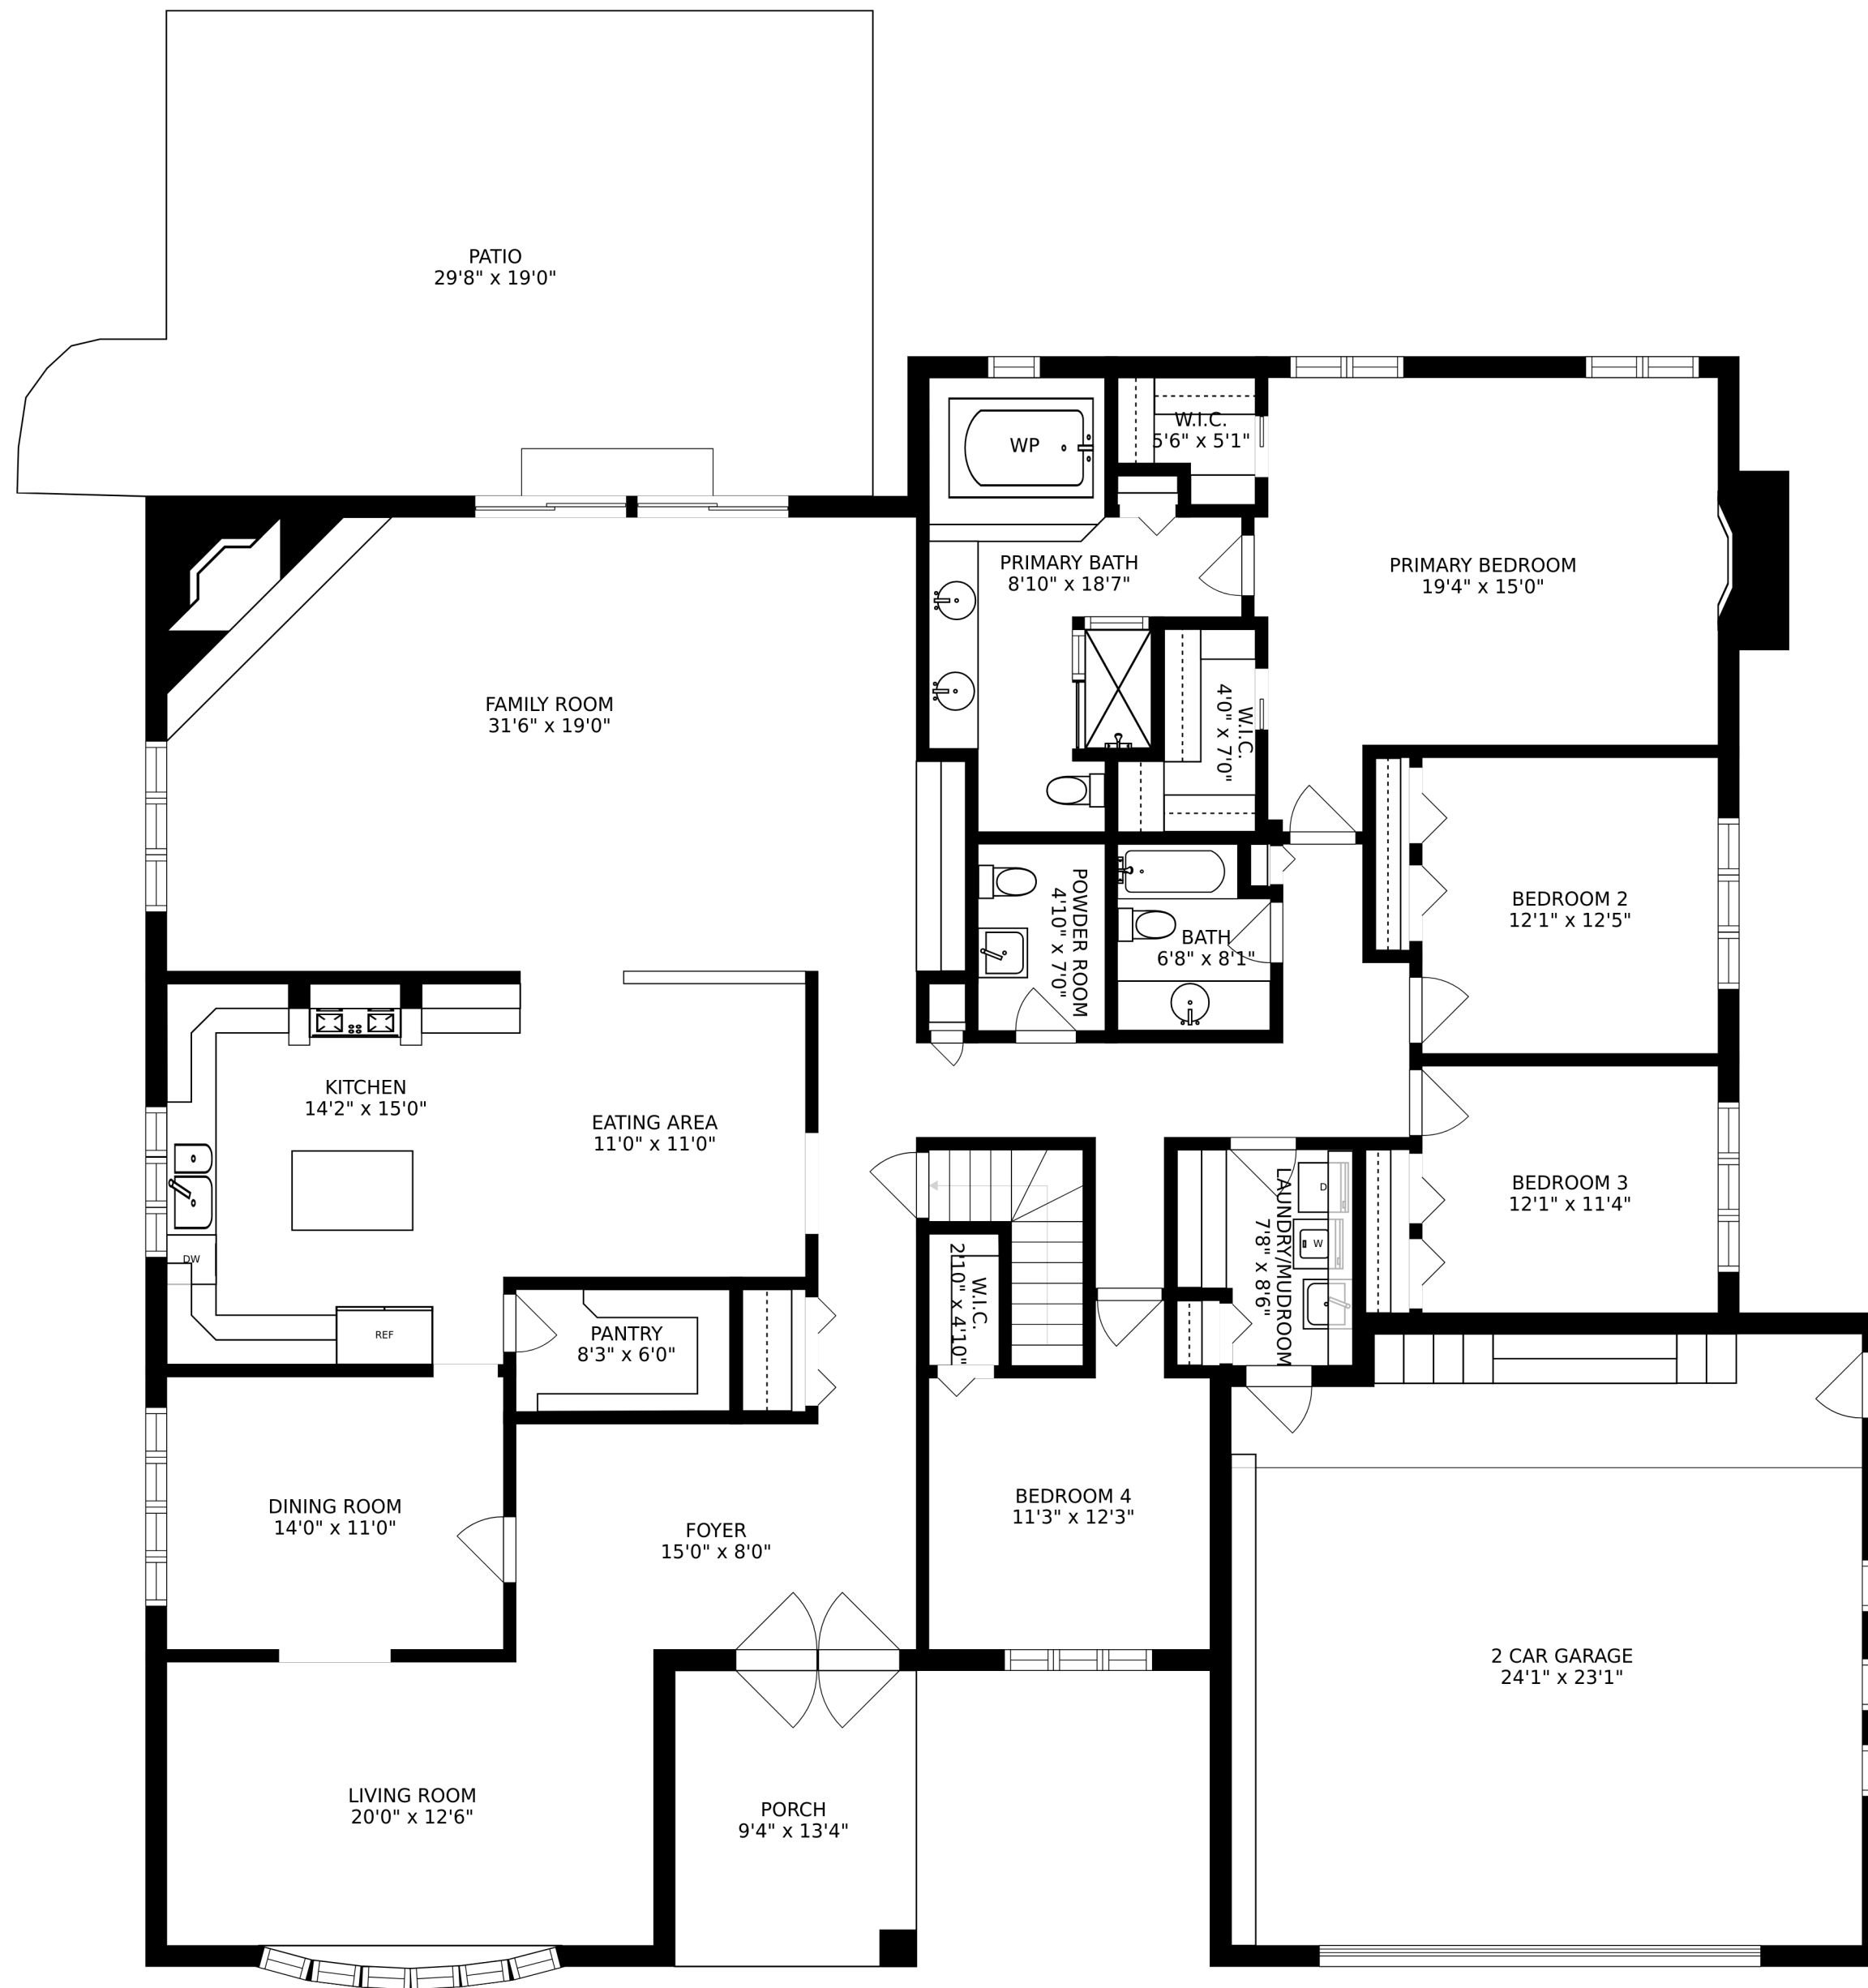 PATIO
29'8" x 19'0"
W.I.C.
5'6" x 5'1"
WP
PRIMARY BATH
8'10" x 18'7"
PRIMARY BEDROOM
19'4" x 15'0"
FAMILY ROOM
31'6" x 19'0"
W.I.C.
4'0" x 7'0"
POWDER ROOM
4'10" x 7'0"
BATH
6'8" x 8'1"
BEDROOM 2
12'1" x 12'5"
KITCHEN
14'2" x 15'0"
EATING AREA
11'0" x 11'0"
BEDROOM 3
12'1" x 11'4"
LAUNDRY/MUDROOM
7'8" x 8'6"
D
W
DW
W.I.C.
2'10" x 4'10"
REF
PANTRY
8'3" x 6'0"
DINING ROOM
14'0" x 11'0"
FOYER
15'0" x 8'0"
BEDROOM 4
11'3" x 12'3"
2 CAR GARAGE
24'1" x 23'1"
LIVING ROOM
20'0" x 12'6"
PORCH
9'4" x 13'4"